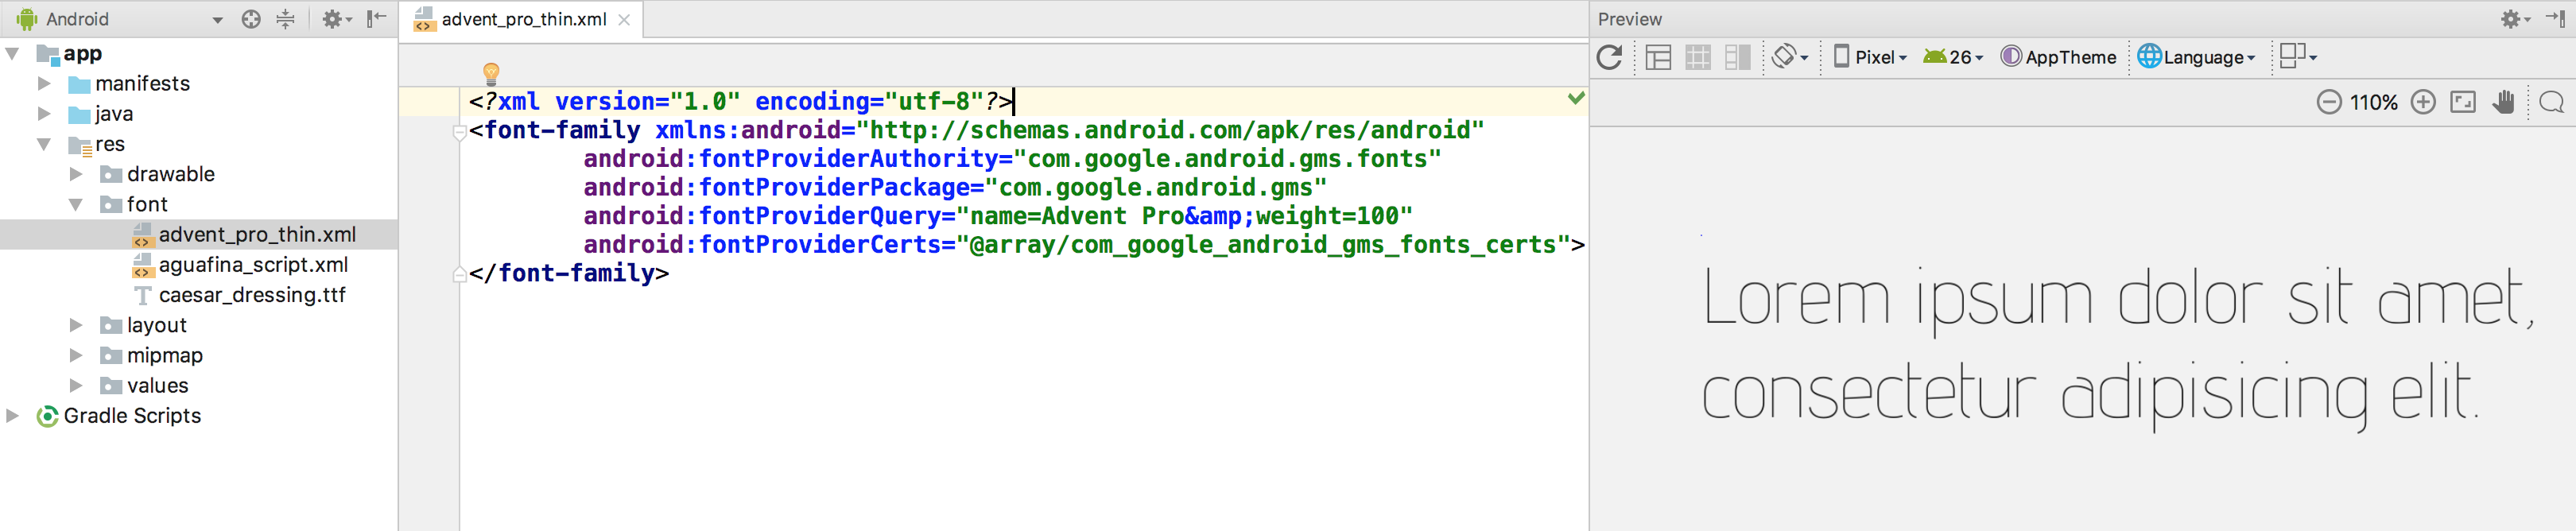 Android
app
manifests
java
res
drawable
font
advent_pro_thin.xml
aguafina_script.xml
caesar_dressing.ttf
layout
mipmap
values
Gradle Scripts
advent_pro_thin.xml
<?xml version="1.0" encoding="utf-8"?>
<font-family xmlns:android="http://schemas.android.com/apk/res/android"
android:fontProviderAuthority="com.google.android.gms.fonts"
android:fontProviderPackage="com.google.android.gms"
android:fontProviderQuery="name=Advent Pro&amp;weight=100"
android:fontProviderCerts="@array/com_google_android_gms_fonts_certs">
</font-family>
Preview
Pixel 26 AppTheme Language
110%
Lorem ipsum dolor sit amet,
consectetur adipisicing elit.